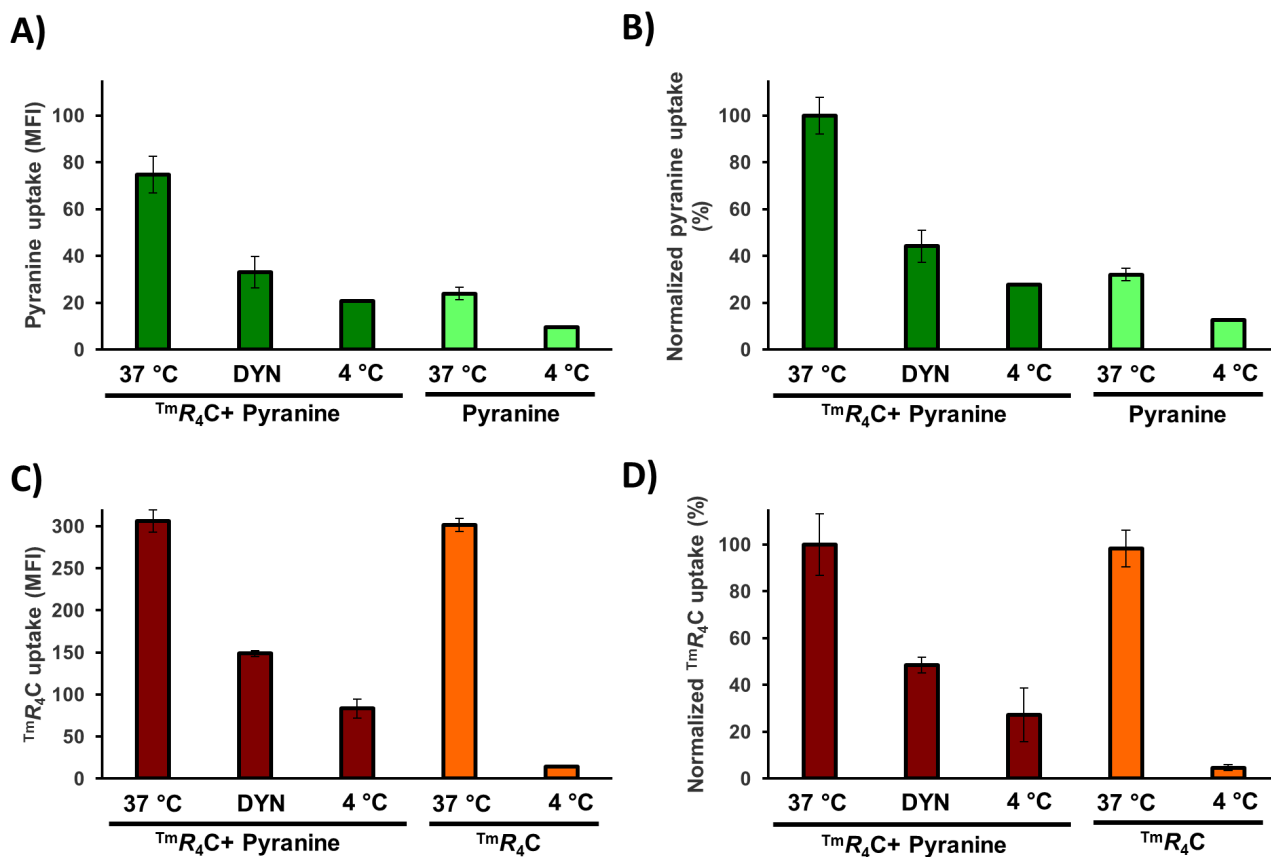 A)
Pyranine uptake (MFI)
100
80
60
40
20
0
37 °C DYN 4 °C 37 °C 4 °C
TmR4C+ Pyranine Pyranine
B)
Normalized pyranine uptake
(%)
100
80
60
40
20
0
37 °C DYN 4 °C 37 °C 4 °C
TmR4C+ Pyranine Pyranine
C)
TmR4C uptake (MFI)
300
250
200
150
100
50
0
37 °C DYN 4 °C 37 °C 4 °C
TmR4C+ Pyranine TmR4C
D)
Normalized TmR4C uptake (%)
100
80
60
40
20
0
37 °C DYN 4 °C 37 °C 4 °C
TmR4C+ Pyranine TmR4C